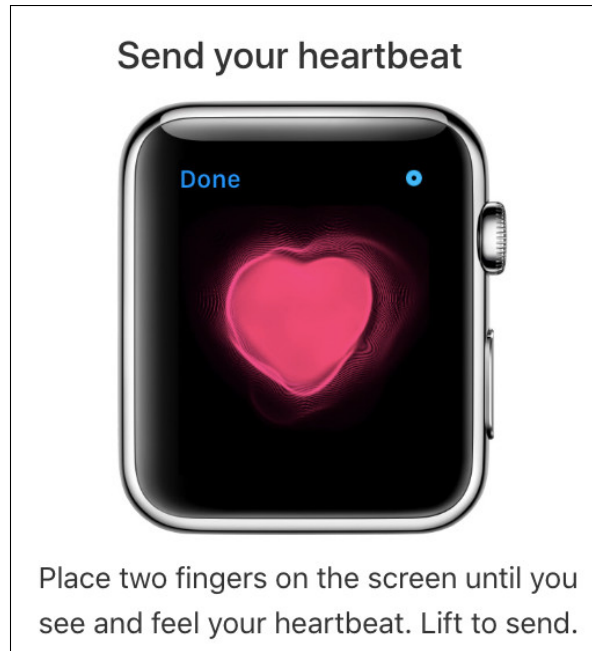 Send your heartbeat
Done
Place two fingers on the screen until you
see and feel your heartbeat. Lift to send.